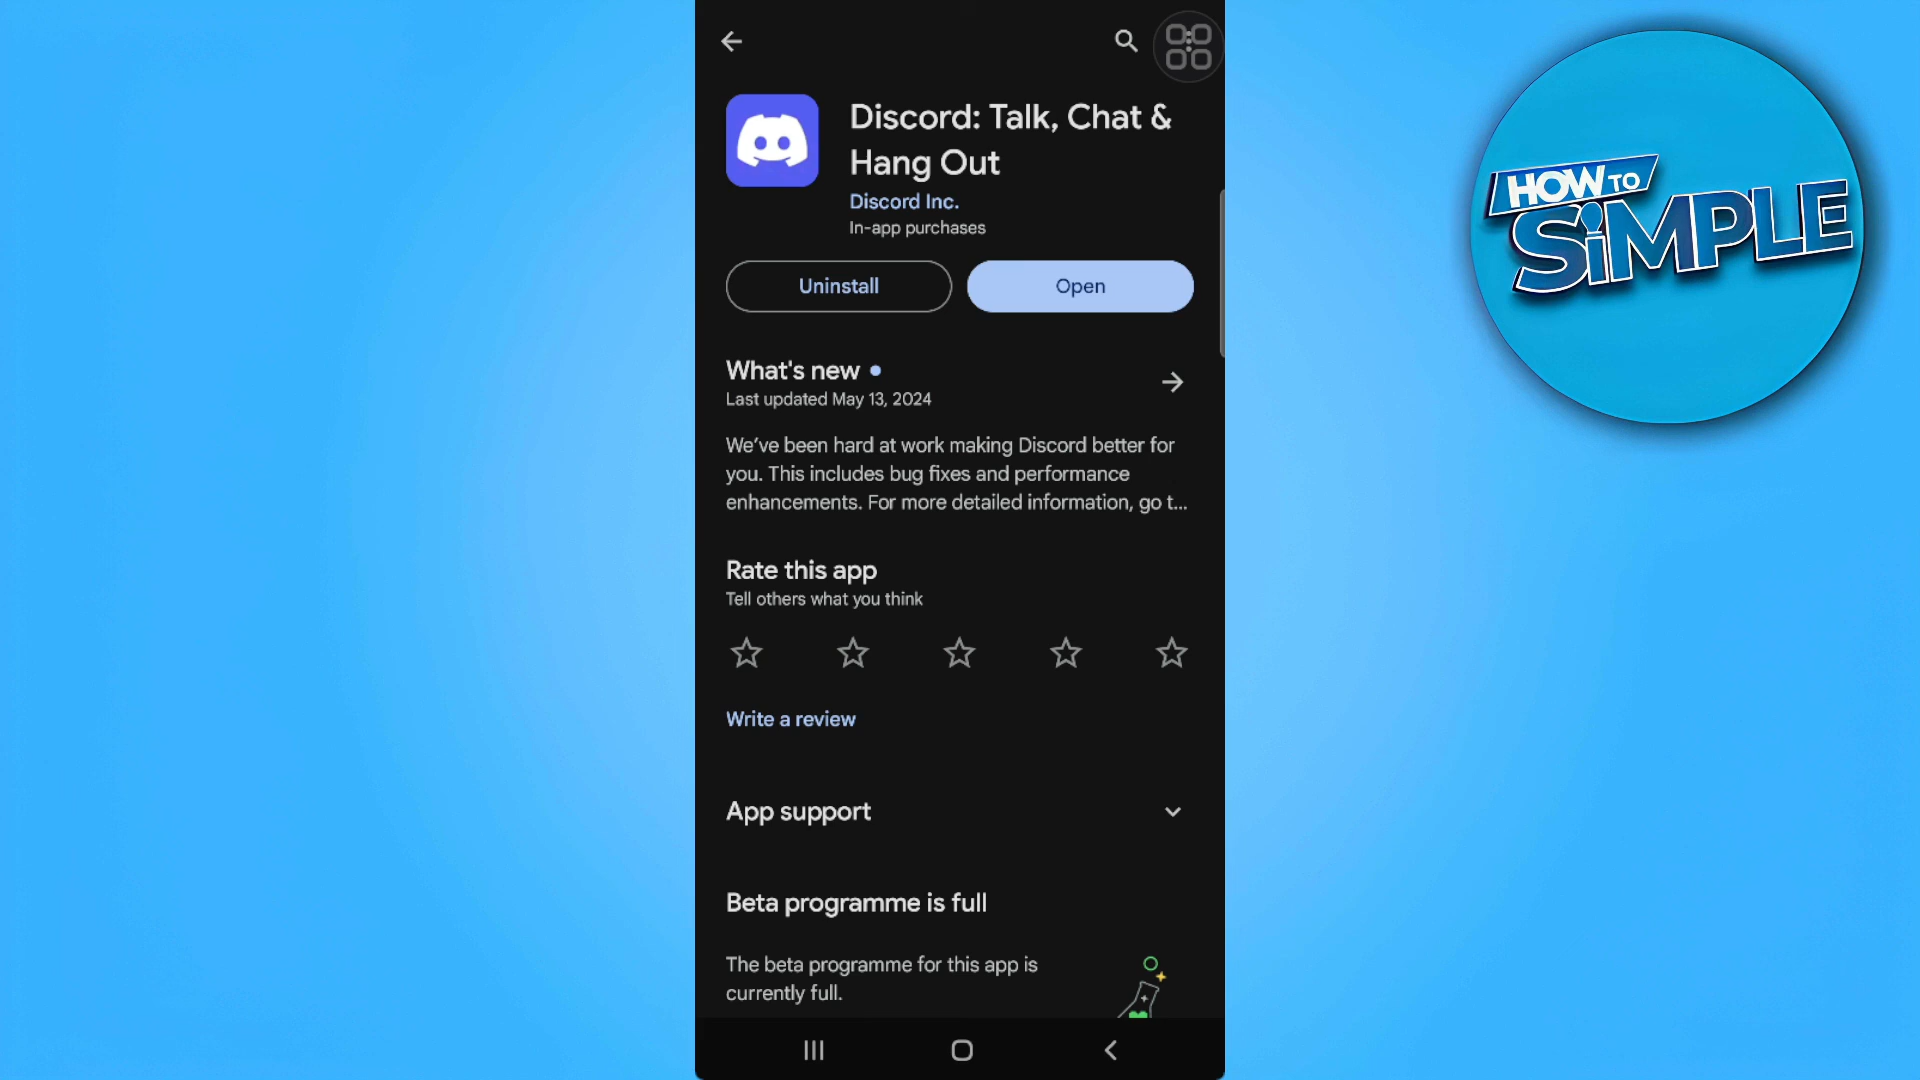 Discord: Talk, Chat &
Hang Out
Discord Inc.
In-app purchases
Uninstall
Open
What's new
Last updated May 13, 2024
We've been hard at work making Discord better for
you. This includes bug fixes and performance
enhancements. For more detailed information, go t...
Rate this app
Tell others what you think
Write a review
App support
Beta programme is full
The beta programme for this app is
currently full.
HOW TO
SiMPLE